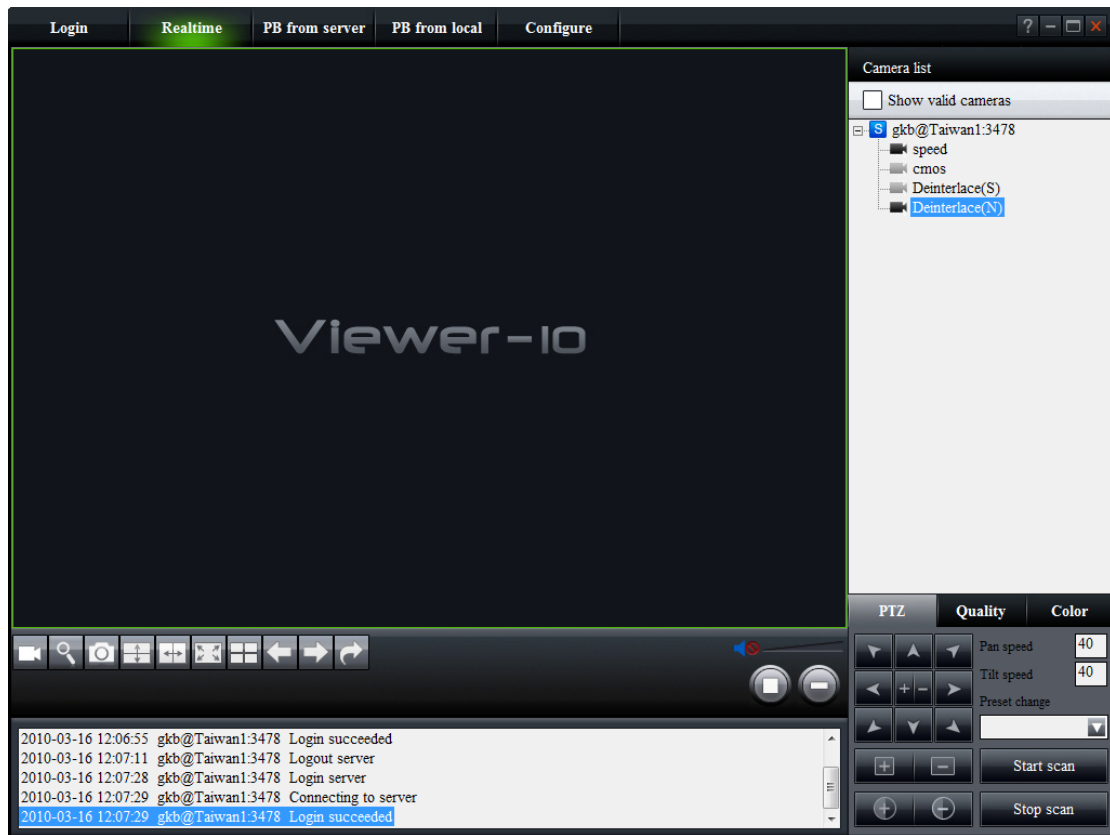 Login Realtime PB from server PB from local Configure ? 
Camera list
Show valid cameras
S gkb@Taiwan1:3478
speed
cmos
Deinterlace(S)
Deinterlace(N)
Viewer-10
PTZ Quality Color
Pan speed 40
Tilt speed 40
Preset change
Start scan
Stop scan
2010-03-16 12:06:55 gkb@Taiwan1:3478 Login succeeded
2010-03-16 12:07:11 gkb@Taiwan1:3478 Logout server
2010-03-16 12:07:28 gkb@Taiwan1:3478 Login server
2010-03-16 12:07:29 gkb@Taiwan1:3478 Connecting to server
2010-03-16 12:07:29 gkb@Taiwan1:3478 Login succeeded